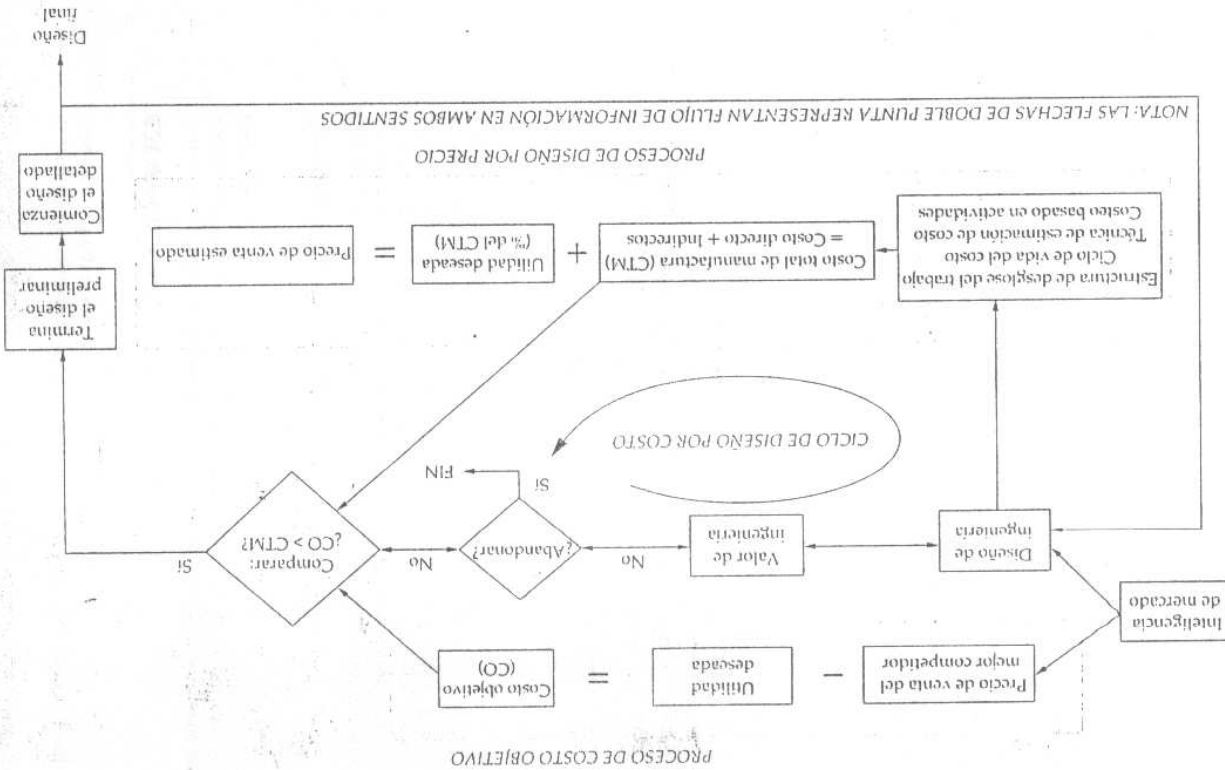 PROCESO DE COSTO OBJETIVO
Inteligencia
de mercado
Precio de venta del
mejor competidor
−
Utilidad
deseada
=
Costo objetivo
(CO)
Diseño de
ingeniería
Valor de
ingeniería
No
¿Abandonar?
No
Comparar:
¿CO > CTM?
Sí
Sí
FIN
CICLO DE DISEÑO POR COSTO
Estructura de desglose del trabajo
Ciclo de vida del costo
Técnica de estimación de costo
Costeo basado en actividades
Costo total de manufactura (CTM)
= Costo directo + Indirectos
+
Utilidad deseada
(% del CTM)
=
Precio de venta estimado
Termina
el diseño
preliminar
Comienza
el diseño
detallado
PROCESO DE DISEÑO POR PRECIO
NOTA: LAS FLECHAS DE DOBLE PUNTA REPRESENTAN FLUJO DE INFORMACIÓN EN AMBOS SENTIDOS
Diseño
final